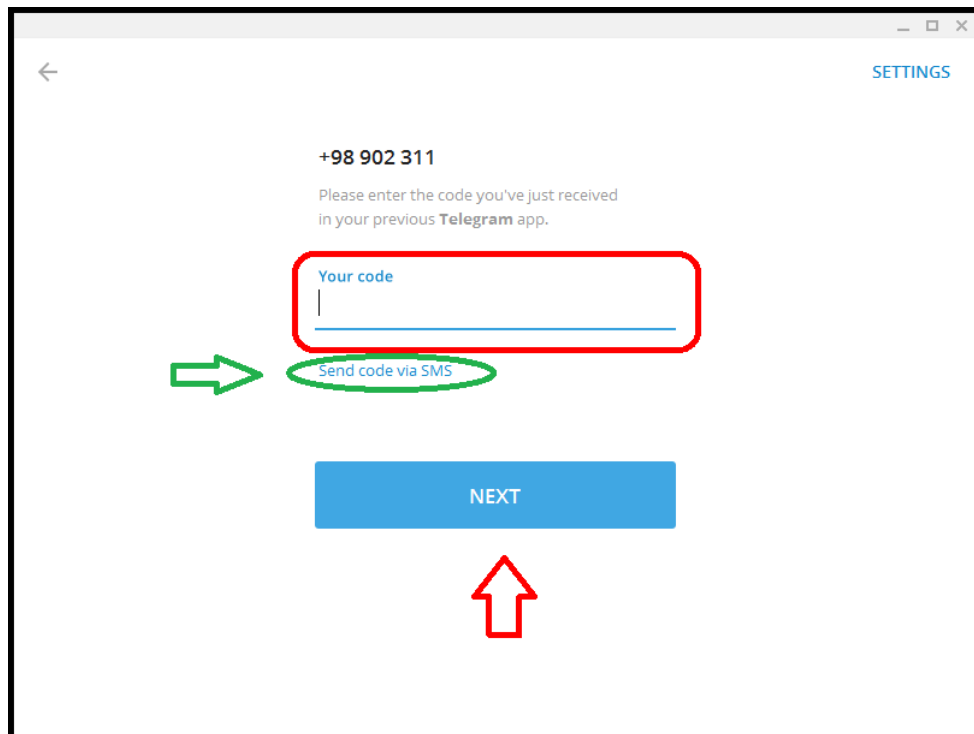 SETTINGS
+98 902 311
Please enter the code you've just received
in your previous Telegram app.
Your code
Send code via SMS
NEXT